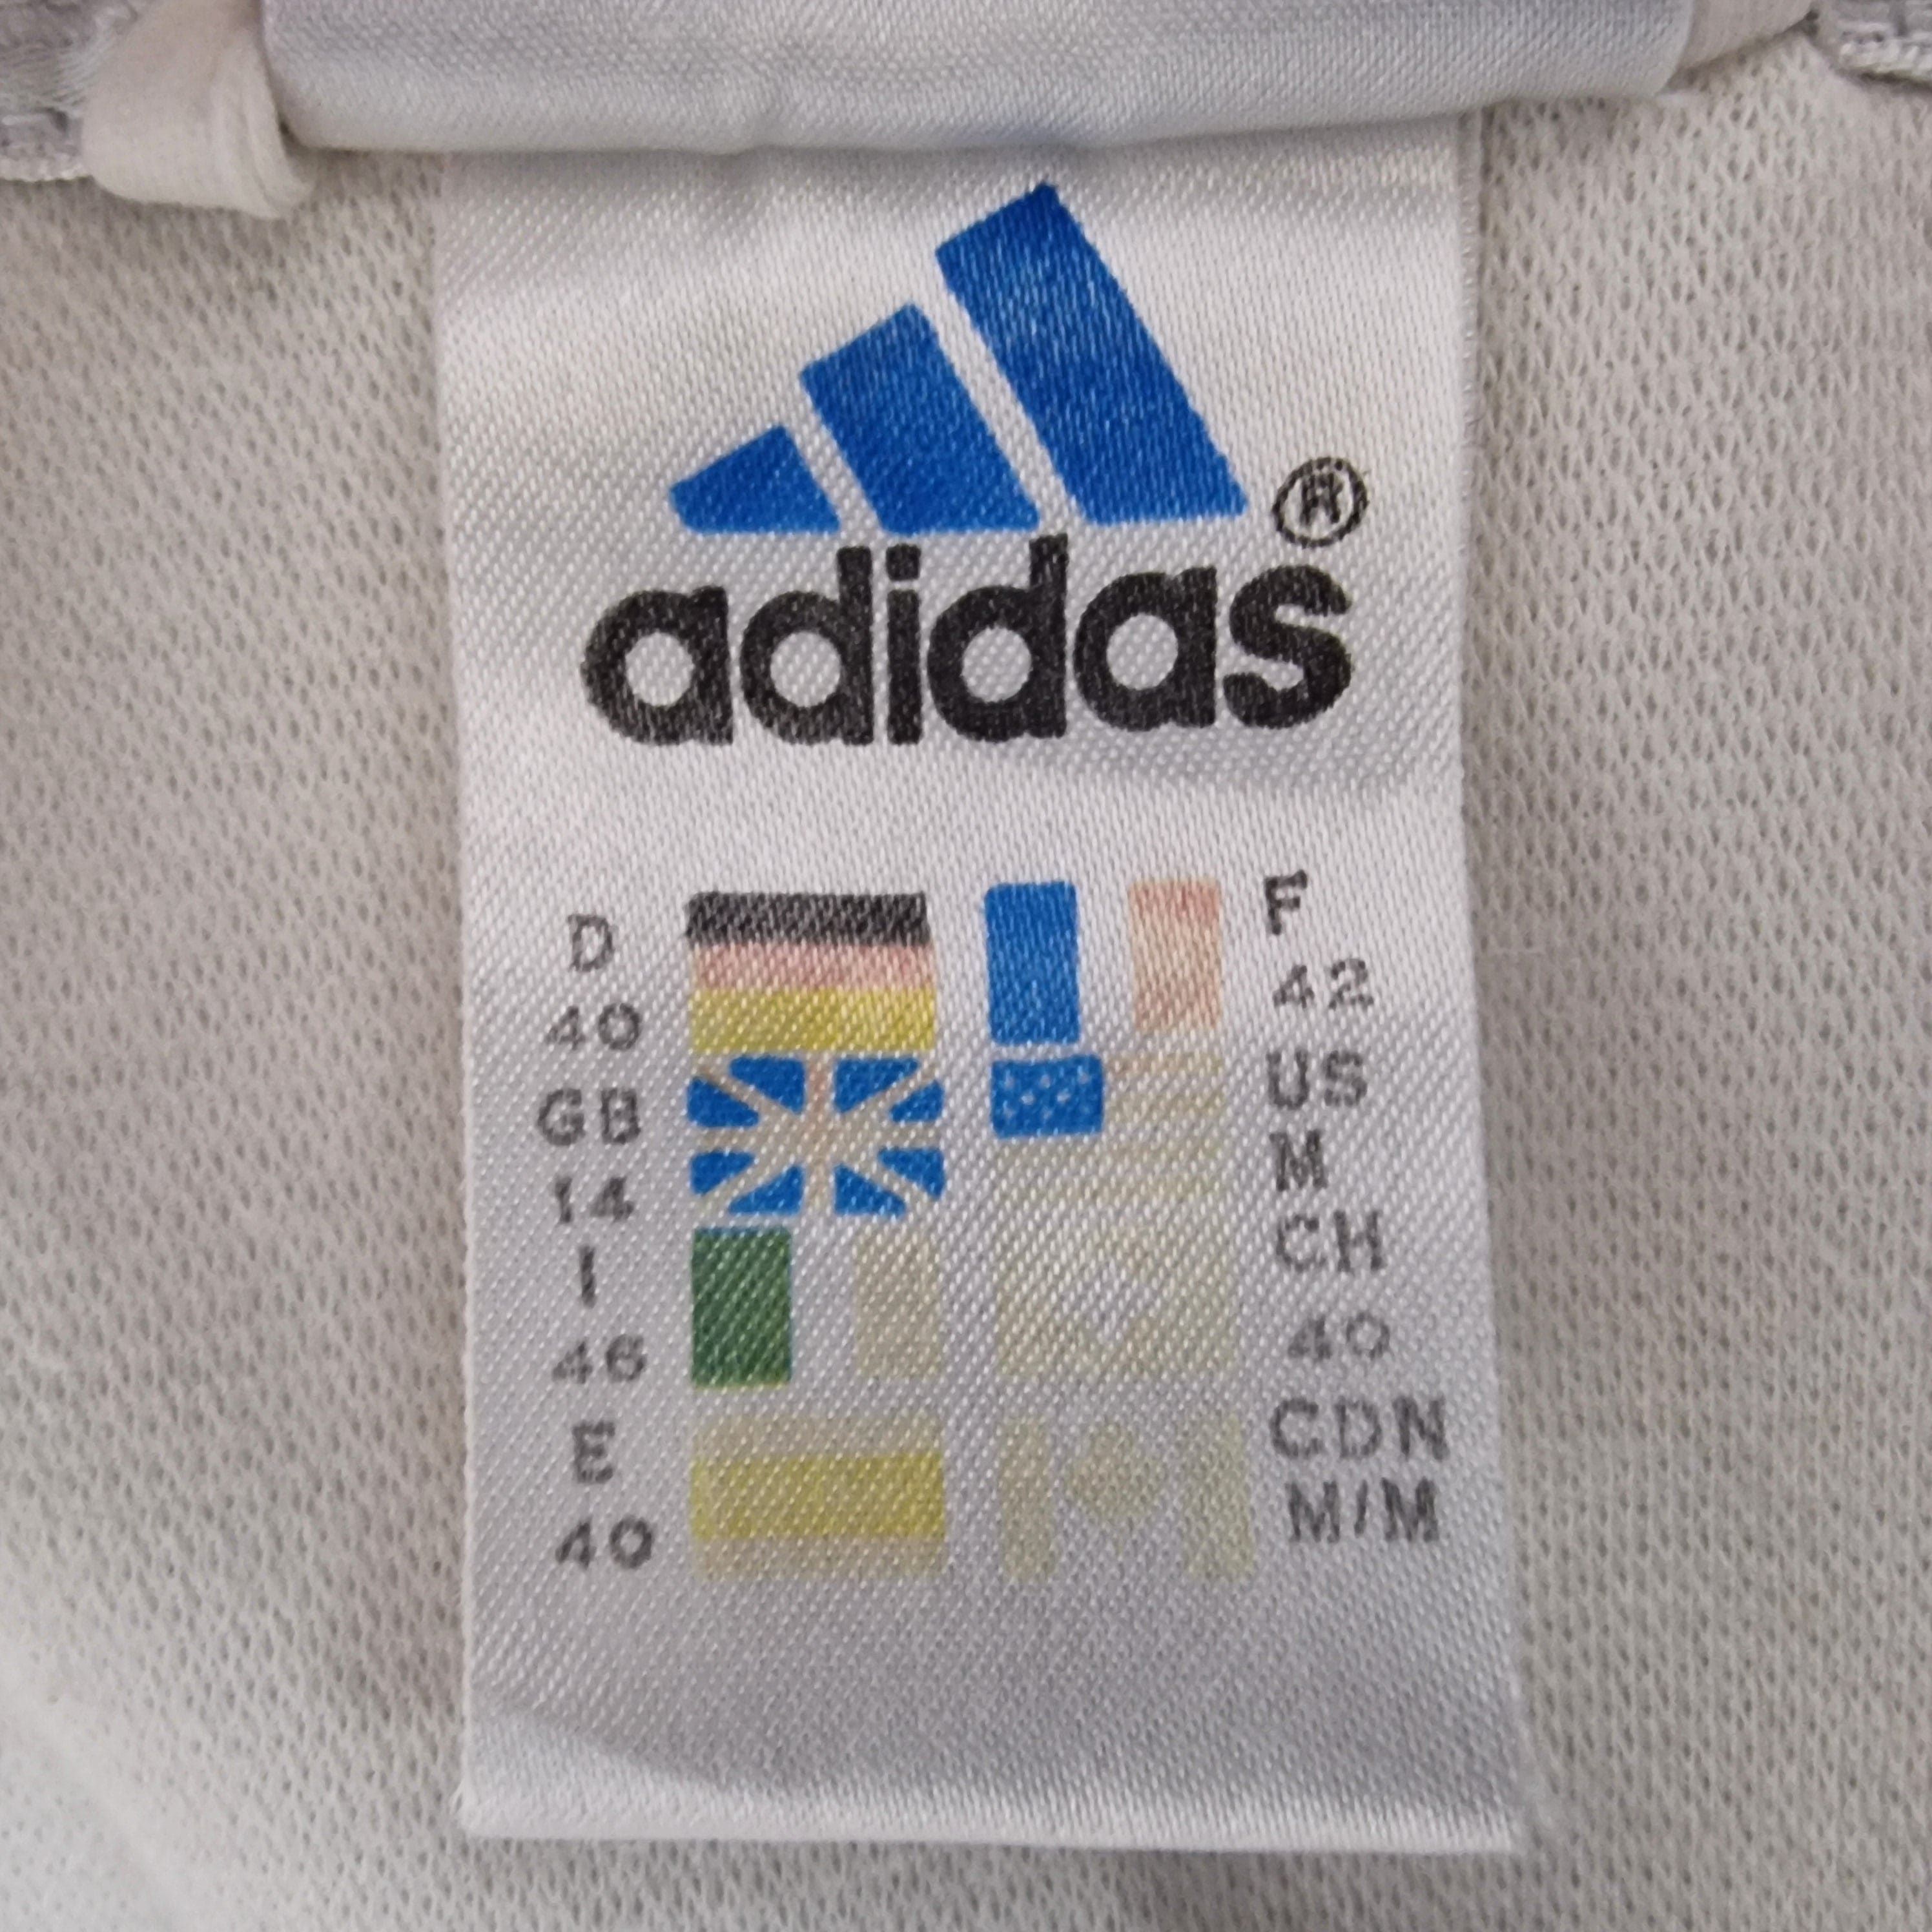 ®
adidas
D
40
GB
14
I
46
E
40
F
42
US
M
CH
40
CDN
M/M